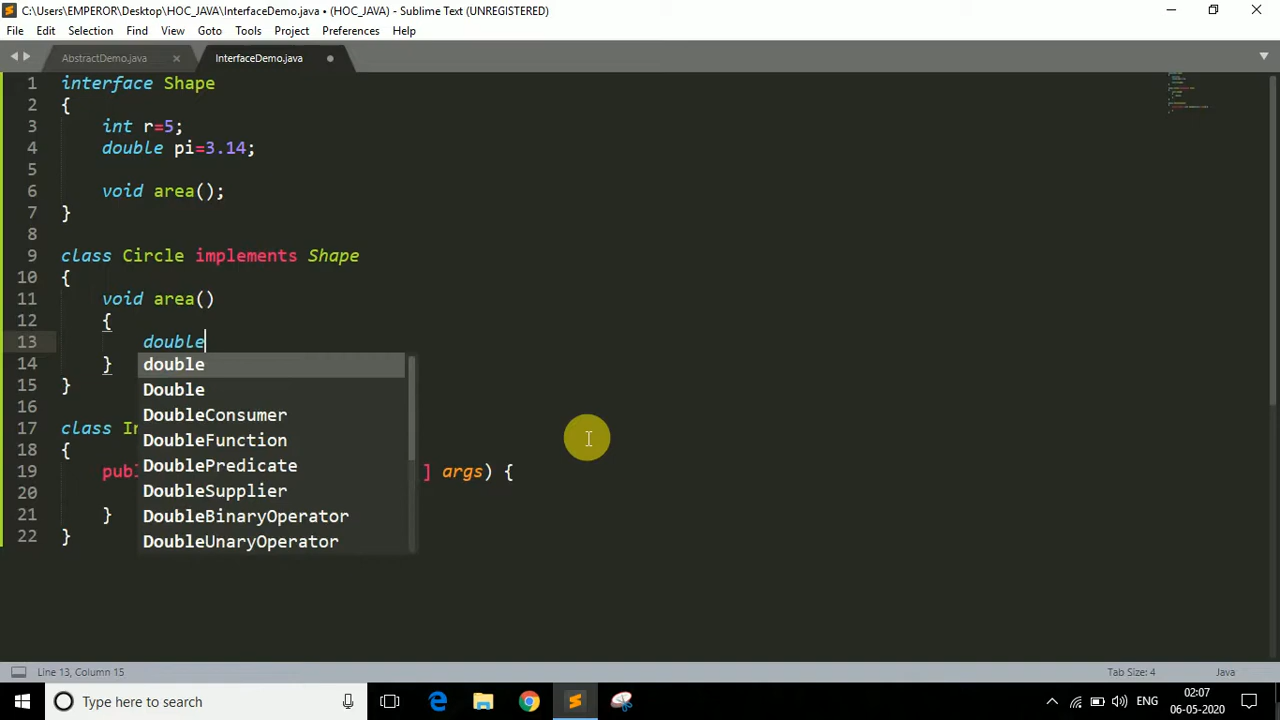 C:\Users\EMPEROR\Desktop\HOC_JAVA\InterfaceDemo.java • (HOC_JAVA) - Sublime Text (UNREGISTERED)
File Edit Selection Find View Goto Tools Project Preferences Help
AbstractDemo.java InterfaceDemo.java
1 interface Shape
2 {
3 int r=5;
4 double pi=3.14;
5
6 void area();
7 }
8
9 class Circle implements Shape
10 {
11 void area()
12 {
13 double
14 }
15 }
16
17 class In
18 {
19 publ ] args) {
20
21 }
22 }
double
Double
DoubleConsumer
DoubleFunction
DoublePredicate
DoubleSupplier
DoubleBinaryOperator
DoubleUnaryOperator
Line 13, Column 15 Tab Size: 4 Java
Type here to search
ENG
02:07
06-05-2020